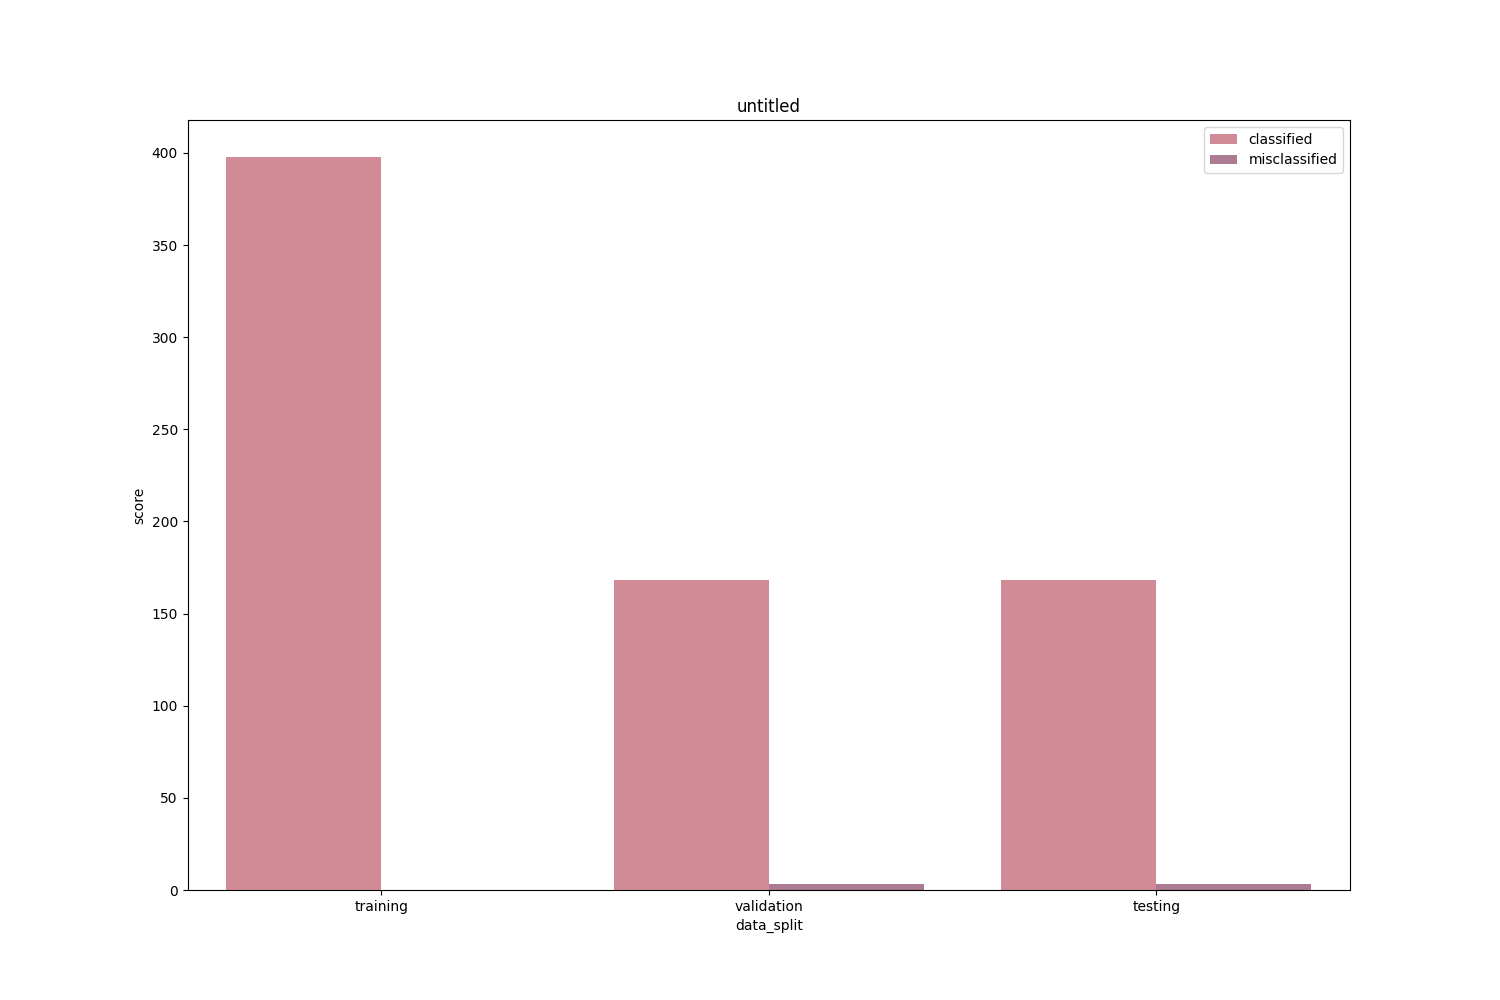 untitled
classified
misclassified
400
350
300
250
200
150
100
50
0
score
training validation testing
data_split